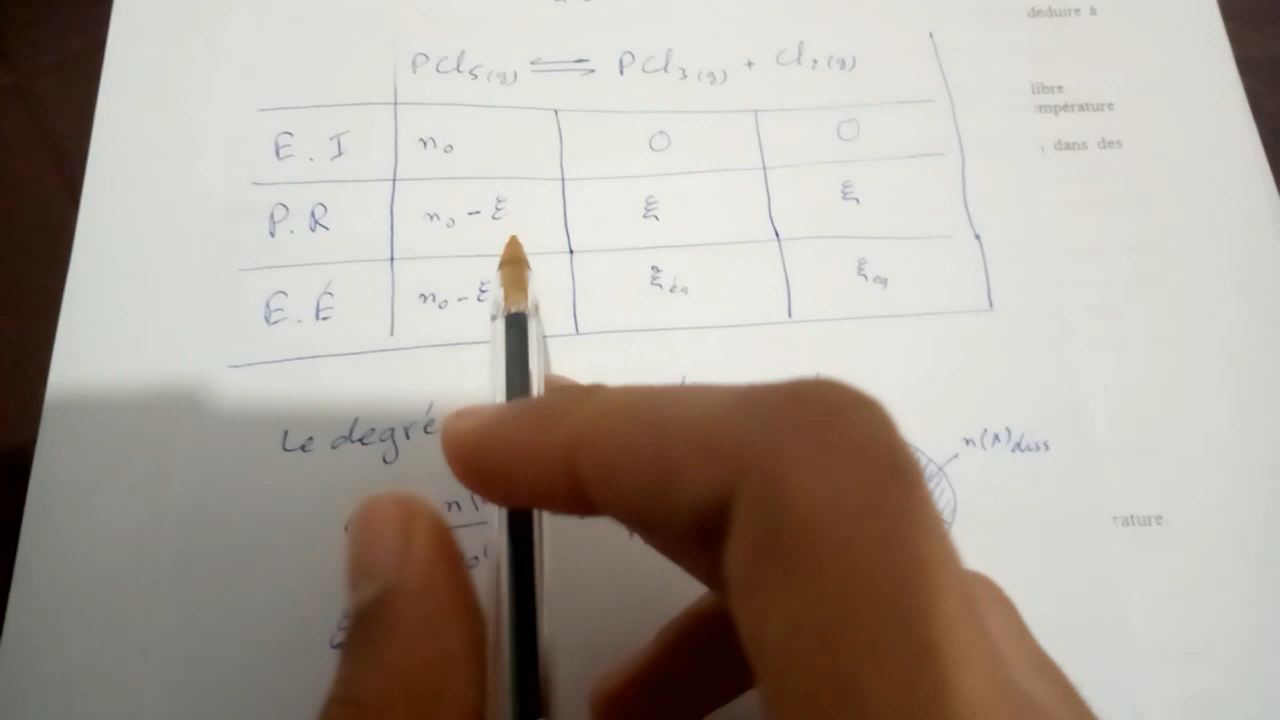 déduire à
PCl5(g) ⇌ PCl3(g) + Cl2(g)
libre
mpérature
E.I n0 0 0
, dans des
P.R n0 - ξ ξ ξ
E.É n0 - ξ ξéq ξéq
Le degré
n(A)diss
rature